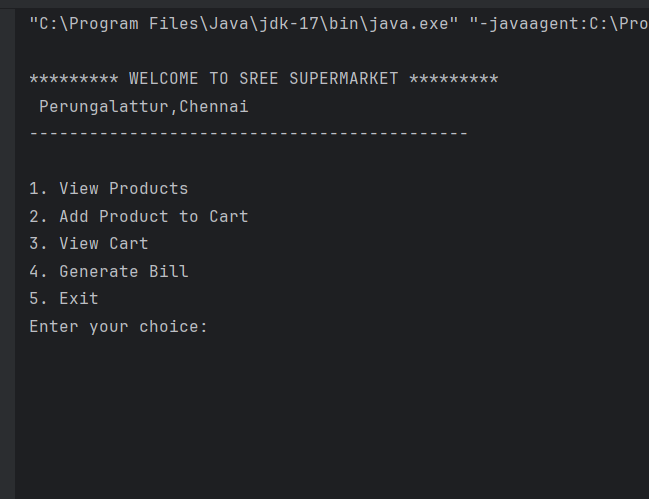 "C:\Program Files\Java\jdk-17\bin\java.exe" "-javaagent:C:\Pro
********* WELCOME TO SREE SUPERMARKET *********
Perungalattur,Chennai
--------------------------------------------
1. View Products
2. Add Product to Cart
3. View Cart
4. Generate Bill
5. Exit
Enter your choice: